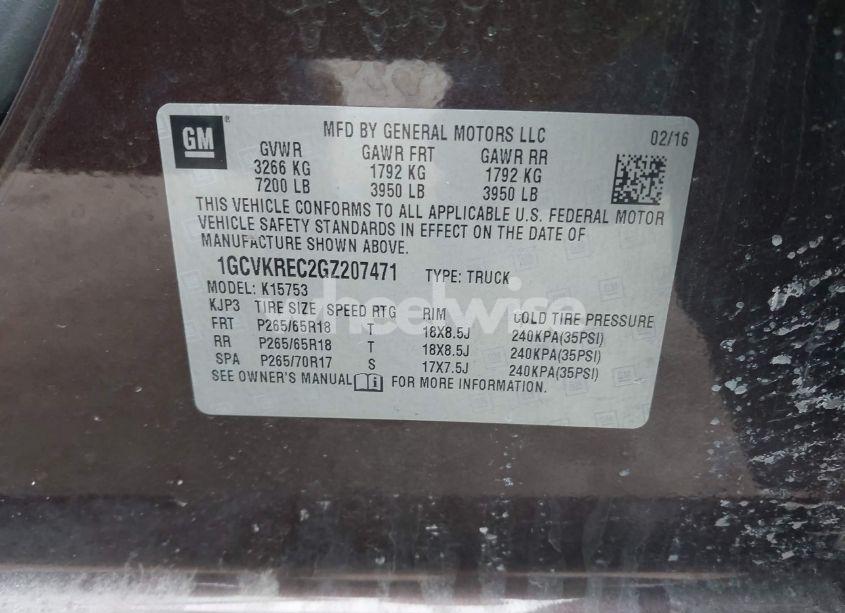 GM®
MFD BY GENERAL MOTORS LLC
02/16
GVWR GAWR FRT GAWR RR
3266 KG 1792 KG 1792 KG
7200 LB 3950 LB 3950 LB
THIS VEHICLE CONFORMS TO ALL APPLICABLE U.S. FEDERAL MOTOR
VEHICLE SAFETY STANDARDS IN EFFECT ON THE DATE OF
MANUFACTURE SHOWN ABOVE.
1GCVKREC2GZ207471 TYPE: TRUCK
MODEL: K15753
KJP3 TIRE SIZE SPEED RTG RIM COLD TIRE PRESSURE
FRT P265/65R18 T 18X8.5J 240KPA(35PSI)
RR P265/65R18 T 18X8.5J 240KPA(35PSI)
SPA P265/70R17 S 17X7.5J 240KPA(35PSI)
SEE OWNER'S MANUAL FOR MORE INFORMATION.
wheelwise